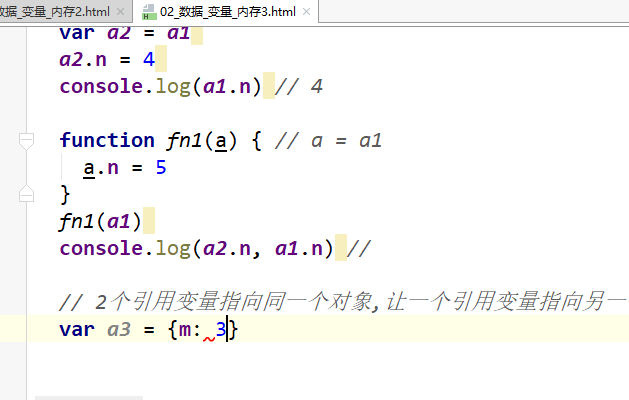 数据_变量_内存2.html 02_数据_变量_内存3.html
var a2 = a1
a2.n = 4
console.log(a1.n) // 4
function fn1(a) { // a = a1
a.n = 5
}
fn1(a1)
console.log(a2.n, a1.n) //
// 2个引用变量指向同一个对象,让一个引用变量指向另一
var a3 = {m: 3}